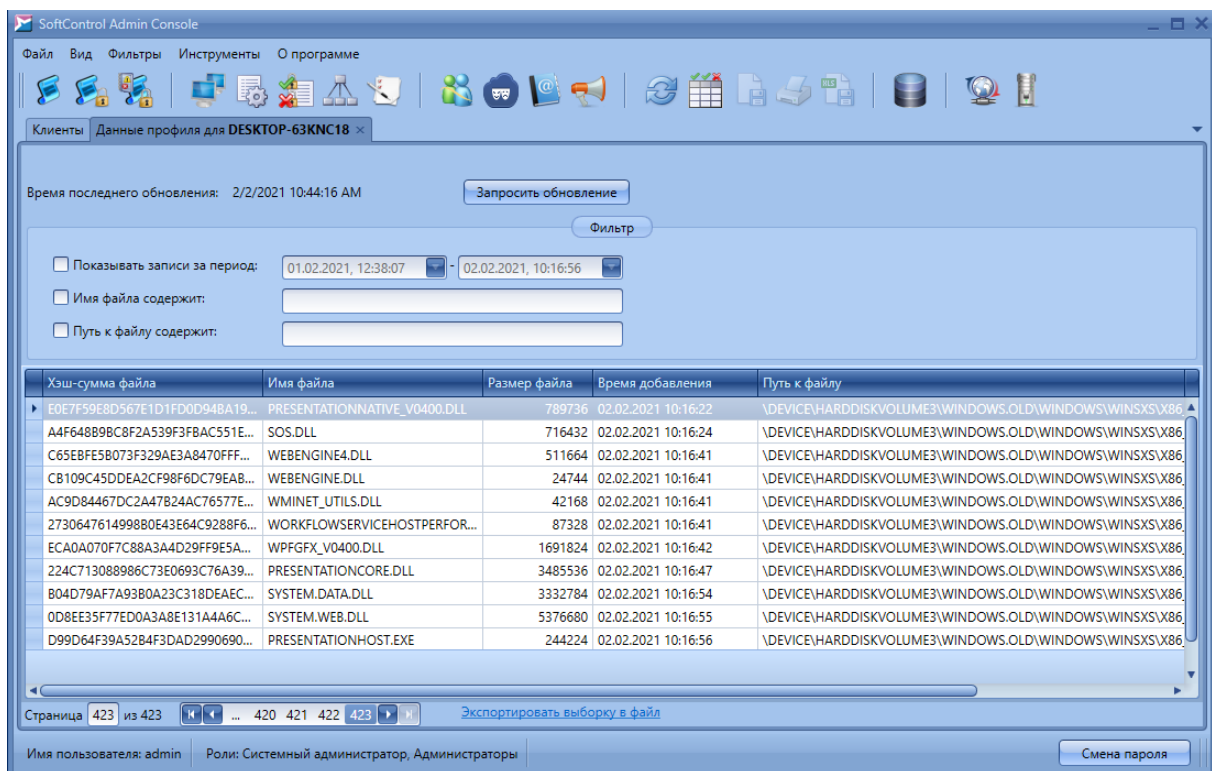 SoftControl Admin Console
Файл Вид Фильтры Инструменты О программе
Клиенты Данные профиля для DESKTOP-63KNC18
Время последнего обновления: 2/2/2021 10:44:16 AM Запросить обновление
Фильтр
Показывать записи за период: 01.02.2021, 12:38:07 - 02.02.2021, 10:16:56
Имя файла содержит:
Путь к файлу содержит:
Хэш-сумма файла Имя файла Размер файла Время добавления Путь к файлу
E0E7F59E8D567E1D1FD0D94BA19... PRESENTATIONNATIVE_V0400.DLL 789736 02.02.2021 10:16:22 \DEVICE\HARDDISKVOLUME3\WINDOWS.OLD\WINDOWS\WINSXS\X86_
A4F648B9BC8F2A539F3FBAC551E... SOS.DLL 716432 02.02.2021 10:16:24 \DEVICE\HARDDISKVOLUME3\WINDOWS.OLD\WINDOWS\WINSXS\X86_
C65EBFE5B073F329AE3A8470FFF... WEBENGINE4.DLL 511664 02.02.2021 10:16:41 \DEVICE\HARDDISKVOLUME3\WINDOWS.OLD\WINDOWS\WINSXS\X86_
CB109C45DDEA2CF98F6DC79EAB... WEBENGINE.DLL 24744 02.02.2021 10:16:41 \DEVICE\HARDDISKVOLUME3\WINDOWS.OLD\WINDOWS\WINSXS\X86_
AC9D84467DC2A47B24AC76577E... WMINET_UTILS.DLL 42168 02.02.2021 10:16:41 \DEVICE\HARDDISKVOLUME3\WINDOWS.OLD\WINDOWS\WINSXS\X86_
2730647614998B0E43E64C9288F6... WORKFLOWSERVICEHOSTPERFOR... 87328 02.02.2021 10:16:41 \DEVICE\HARDDISKVOLUME3\WINDOWS.OLD\WINDOWS\WINSXS\X86_
ECA0A070F7C88A3A4D29FF9E5A... WPFGFX_V0400.DLL 1691824 02.02.2021 10:16:42 \DEVICE\HARDDISKVOLUME3\WINDOWS.OLD\WINDOWS\WINSXS\X86_
224C713088986C73E0693C76A39... PRESENTATIONCORE.DLL 3485536 02.02.2021 10:16:47 \DEVICE\HARDDISKVOLUME3\WINDOWS.OLD\WINDOWS\WINSXS\X86_
B04D79AF7A93B0A23C318DEAEC... SYSTEM.DATA.DLL 3332784 02.02.2021 10:16:54 \DEVICE\HARDDISKVOLUME3\WINDOWS.OLD\WINDOWS\WINSXS\X86_
0D8EE35F77ED0A3A8E131A4A6C... SYSTEM.WEB.DLL 5376680 02.02.2021 10:16:55 \DEVICE\HARDDISKVOLUME3\WINDOWS.OLD\WINDOWS\WINSXS\X86_
D99D64F39A52B4F3DAD2990690... PRESENTATIONHOST.EXE 244224 02.02.2021 10:16:56 \DEVICE\HARDDISKVOLUME3\WINDOWS.OLD\WINDOWS\WINSXS\X86_
Страница 423 из 423 ... 420 421 422 423 Экспортировать выборку в файл
Имя пользователя: admin Роли: Системный администратор, Администраторы Смена пароля